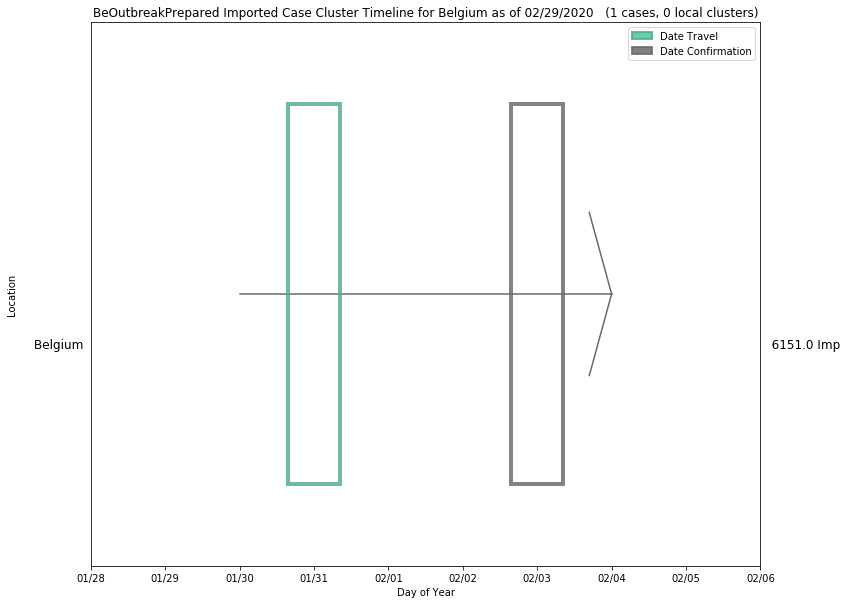 BeOutbreakPrepared Imported Case Cluster Timeline for Belgium as of 02/29/2020   (1 cases, 0 local clusters)
Date Travel
Date Confirmation
Location
Belgium
6151.0 Imp
01/28 01/29 01/30 01/31 02/01 02/02 02/03 02/04 02/05 02/06
Day of Year